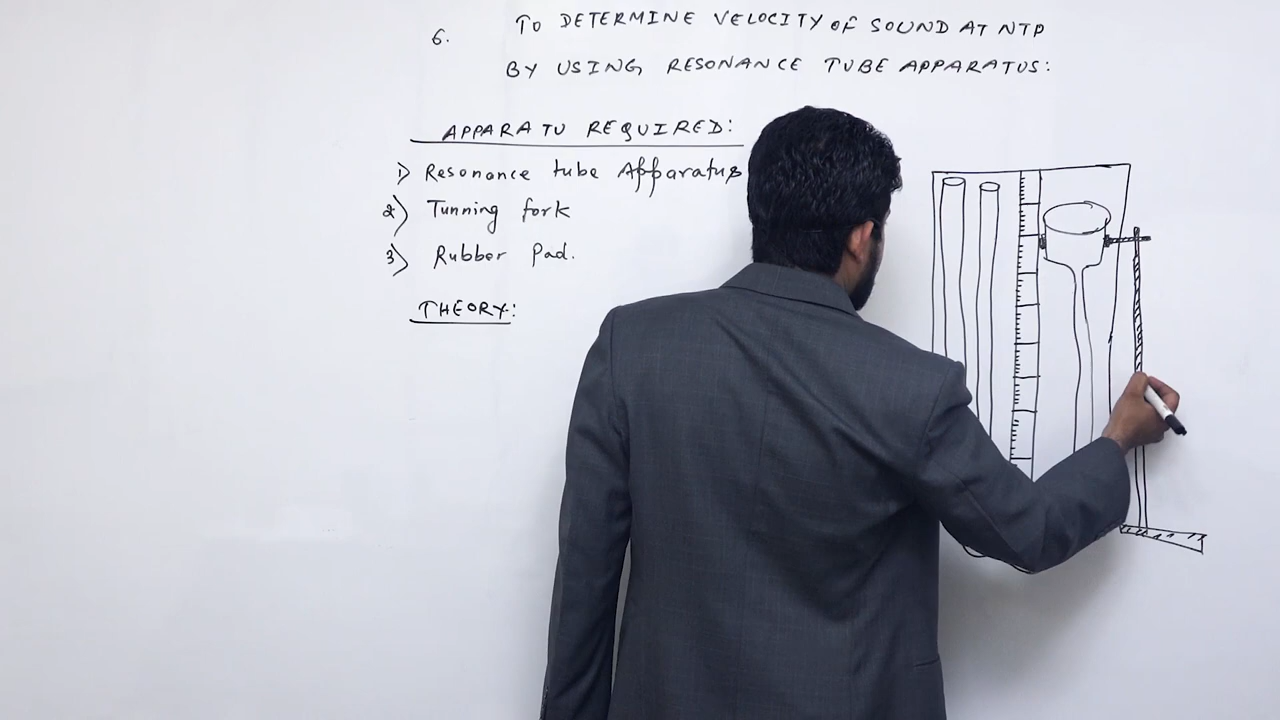 6. TO DETERMINE VELOCITY OF SOUND AT NTP
BY USING RESONANCE TUBE APPARATUS:
APPARATU REQUIRED:
1) Resonance tube Apparatus
2) Tunning fork
3) Rubber Pad.
THEORY: